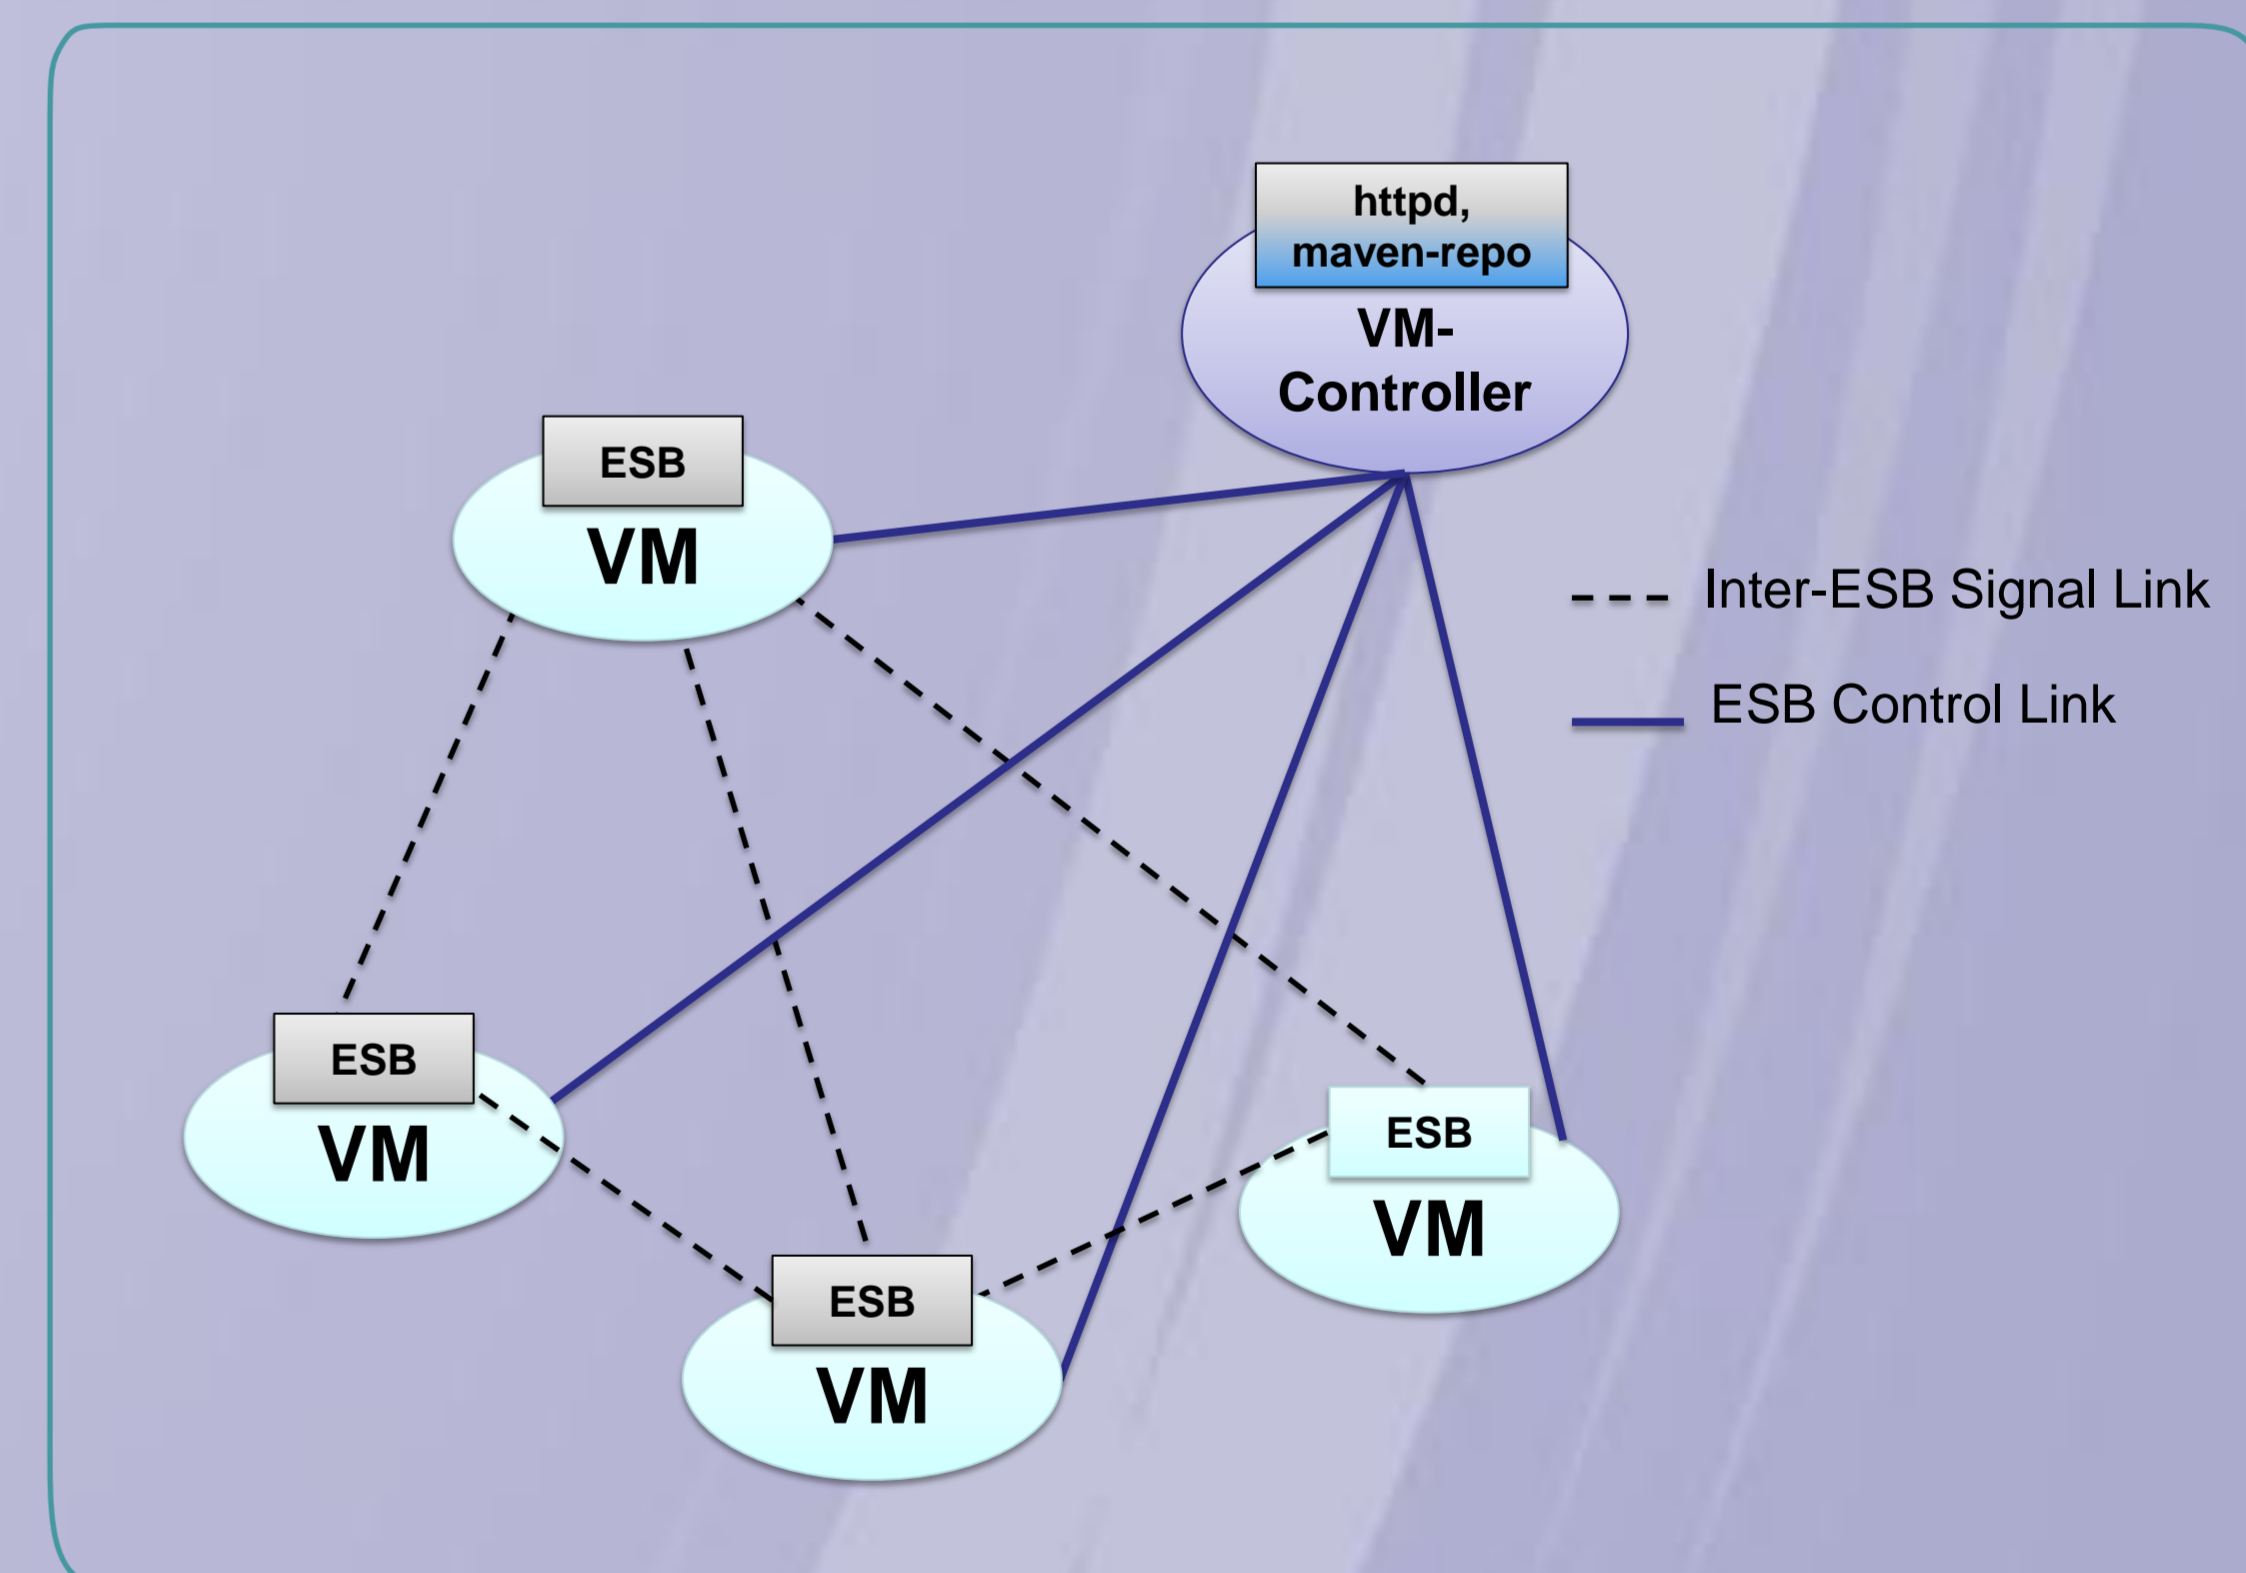 httpd,
maven-repo
VM-
Controller
ESB
VM
Inter-ESB Signal Link
ESB Control Link
ESB
VM
ESB
VM
ESB
VM